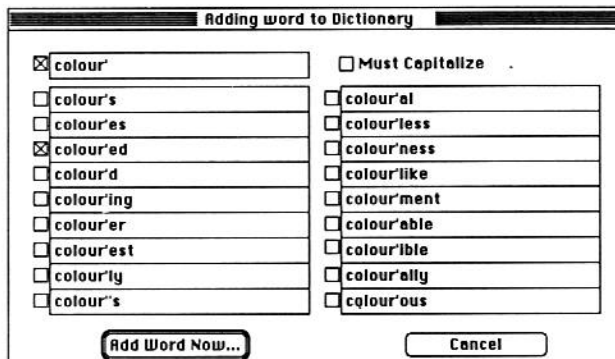 Adding word to Dictionary
colour'
Must Capitalize
colour's
colour'es
colour'ed
colour'd
colour'ing
colour'er
colour'est
colour'ly
colour''s
colour'al
colour'less
colour'ness
colour'like
colour'ment
colour'able
colour'ible
colour'ally
colour'ous
Add Word Now...
Cancel